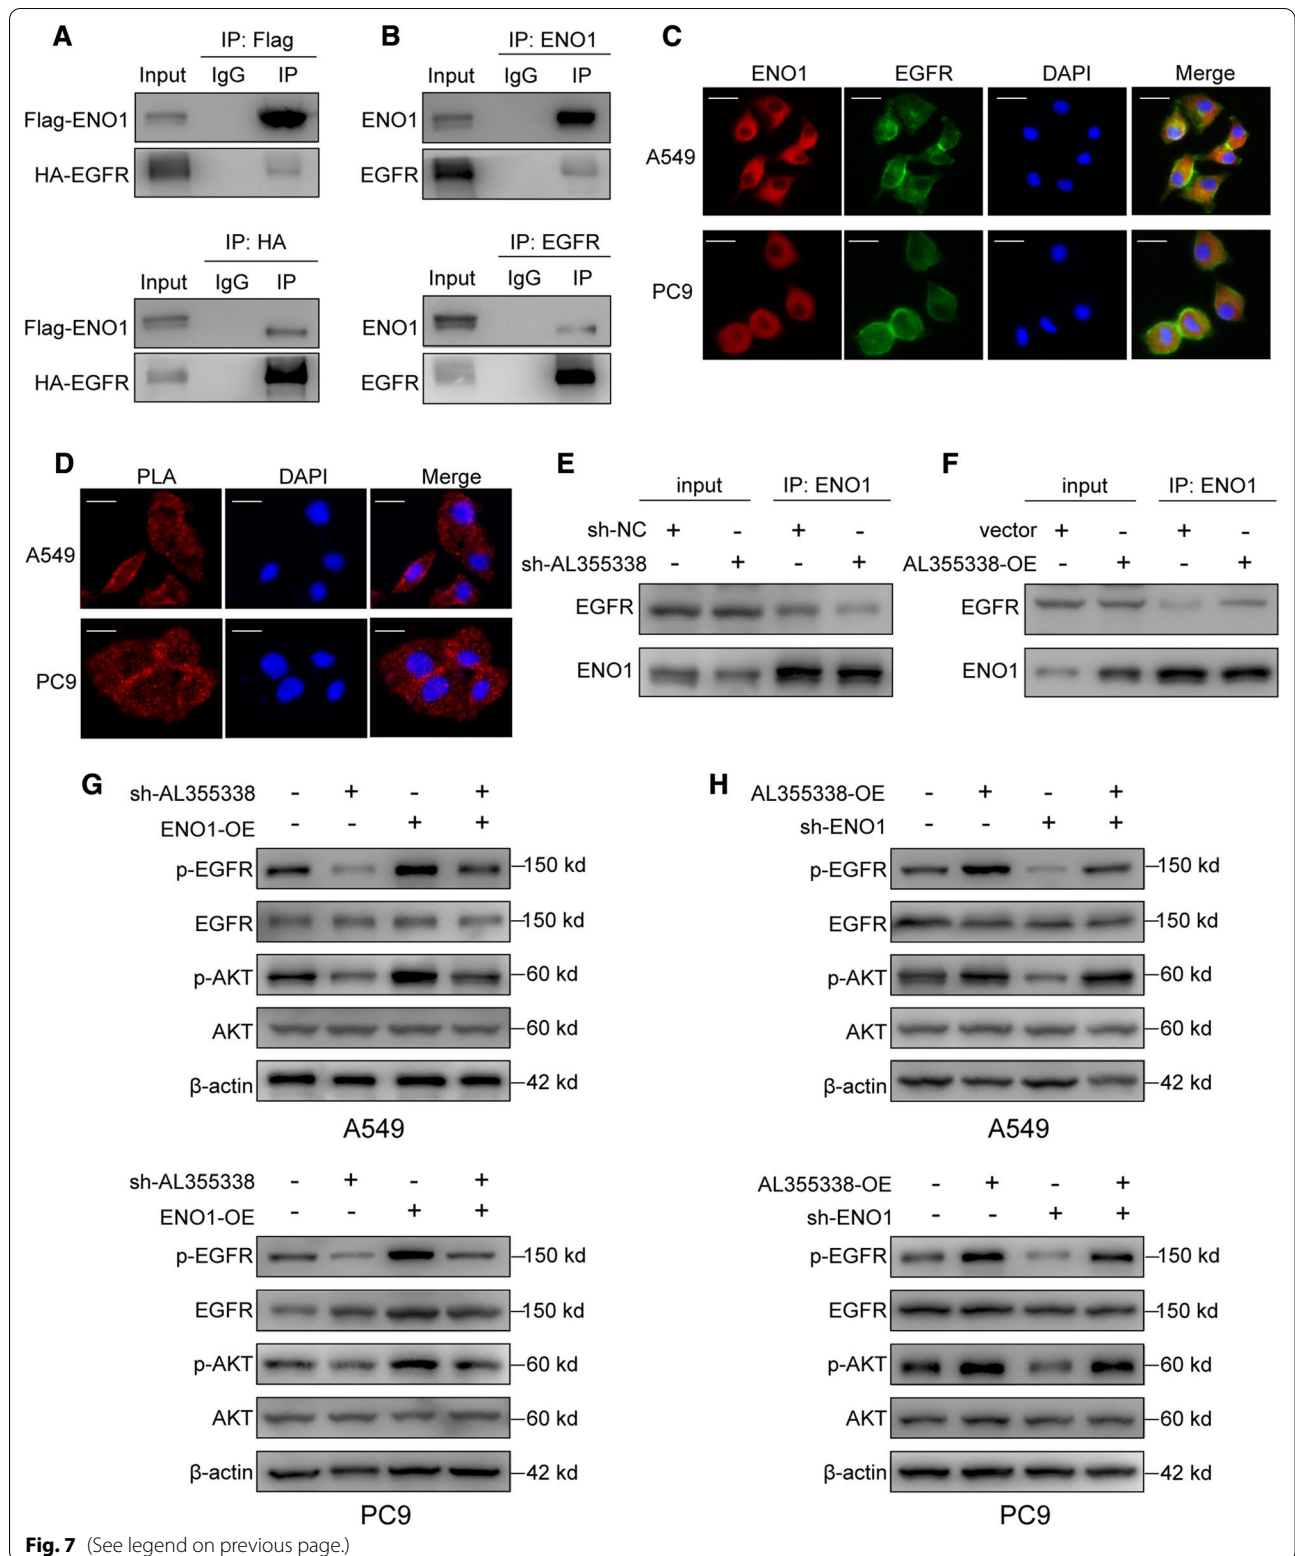 A
IP: Flag
Input IgG IP
Flag-ENO1
HA-EGFR
IP: HA
Input IgG IP
Flag-ENO1
HA-EGFR
B
IP: ENO1
Input IgG IP
ENO1
EGFR
IP: EGFR
Input IgG IP
ENO1
EGFR
C
ENO1 EGFR DAPI Merge
A549
PC9
D
PLA DAPI Merge
A549
PC9
E
input IP: ENO1
sh-NC + - + -
sh-AL355338 - + - +
EGFR
ENO1
F
input IP: ENO1
vector + - + -
AL355338-OE - + - +
EGFR
ENO1
G
sh-AL355338 - + - +
ENO1-OE - - + +
p-EGFR 150 kd
EGFR 150 kd
p-AKT 60 kd
AKT 60 kd
β-actin 42 kd
A549
sh-AL355338 - + - +
ENO1-OE - - + +
p-EGFR 150 kd
EGFR 150 kd
p-AKT 60 kd
AKT 60 kd
β-actin 42 kd
PC9
H
AL355338-OE - + - +
sh-ENO1 - - + +
p-EGFR 150 kd
EGFR 150 kd
p-AKT 60 kd
AKT 60 kd
β-actin 42 kd
A549
AL355338-OE - + - +
sh-ENO1 - - + +
p-EGFR 150 kd
EGFR 150 kd
p-AKT 60 kd
AKT 60 kd
β-actin 42 kd
PC9
Fig. 7 (See legend on previous page.)